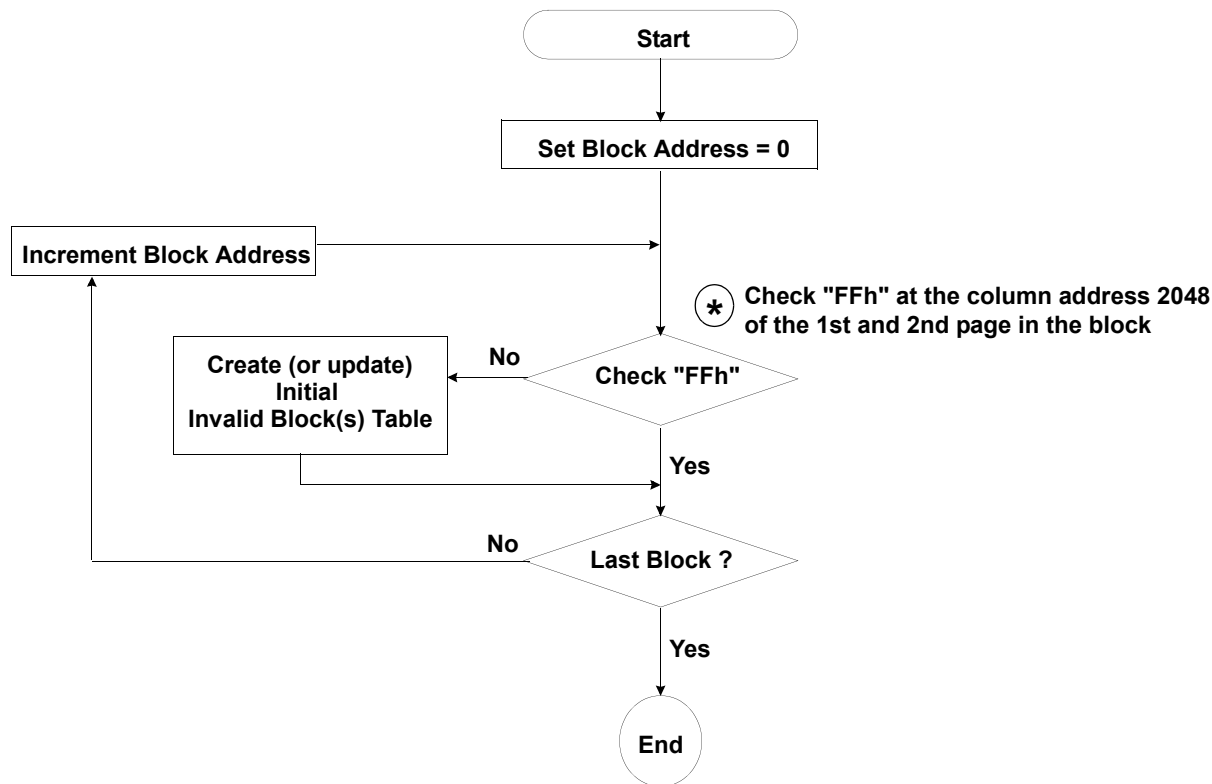 Start
Set Block Address = 0
Increment Block Address
* Check "FFh" at the column address 2048
of the 1st and 2nd page in the block
No
Create (or update)
Initial
Invalid Block(s) Table
Check "FFh"
Yes
No
Last Block ?
Yes
End